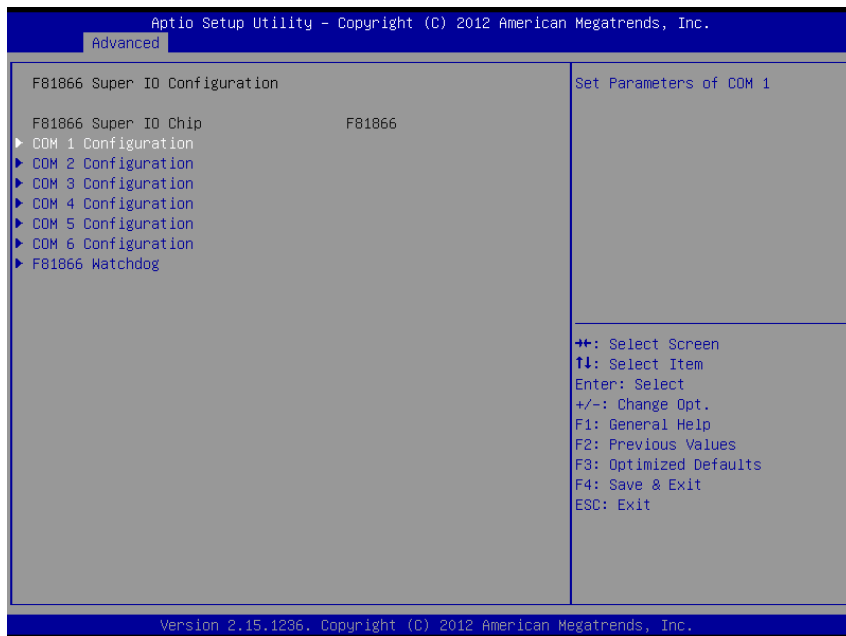 Aptio Setup Utility – Copyright (C) 2012 American Megatrends, Inc.
Advanced
F81866 Super IO Configuration
F81866 Super IO Chip F81866
COM 1 Configuration
COM 2 Configuration
COM 3 Configuration
COM 4 Configuration
COM 5 Configuration
COM 6 Configuration
F81866 Watchdog
Set Parameters of COM 1
→←: Select Screen
↑↓: Select Item
Enter: Select
+/-: Change Opt.
F1: General Help
F2: Previous Values
F3: Optimized Defaults
F4: Save & Exit
ESC: Exit
Version 2.15.1236. Copyright (C) 2012 American Megatrends, Inc.